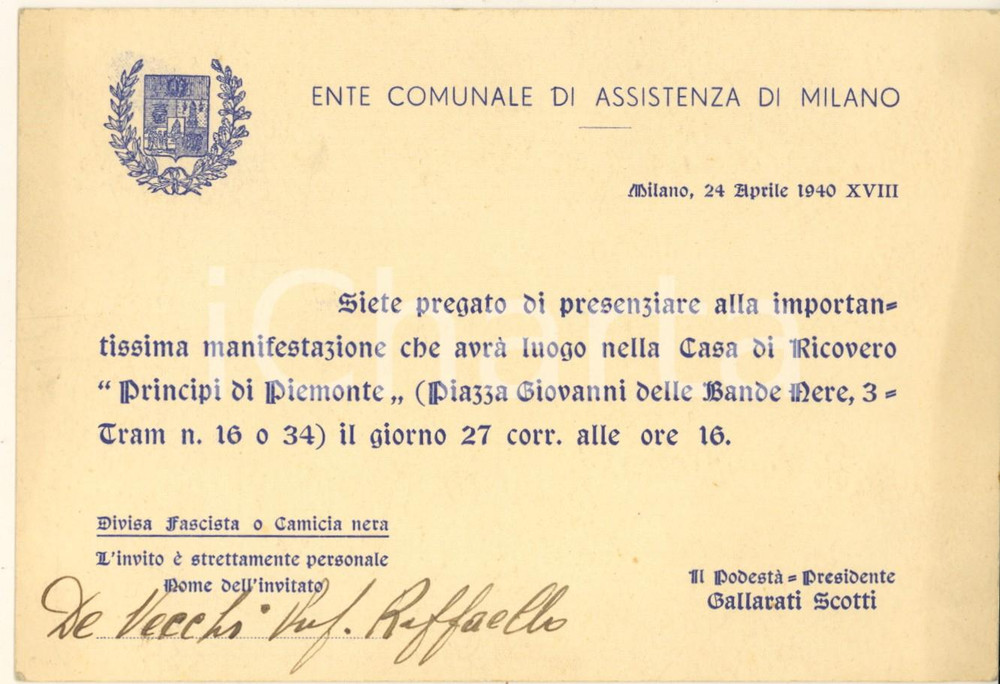 ENTE COMUNALE DI ASSISTENZA DI MILANO
Milano, 24 Aprile 1940 XVIII
Siete pregato di presenziare alla importan=
tissima manifestazione che avrà luogo nella Casa di Ricovero
“ Principi di Piemonte „ (Piazza Giovanni delle Bande Nere, 3 =
Tram n. 16 o 34) il giorno 27 corr. alle ore 16.
Divisa Fascista o Camicia nera
L'invito è strettamente personale
Nome dell'invitato
De Vecchi Prof. Raffaello
Il Podestà = Presidente
Gallarati Scotti
iCharta